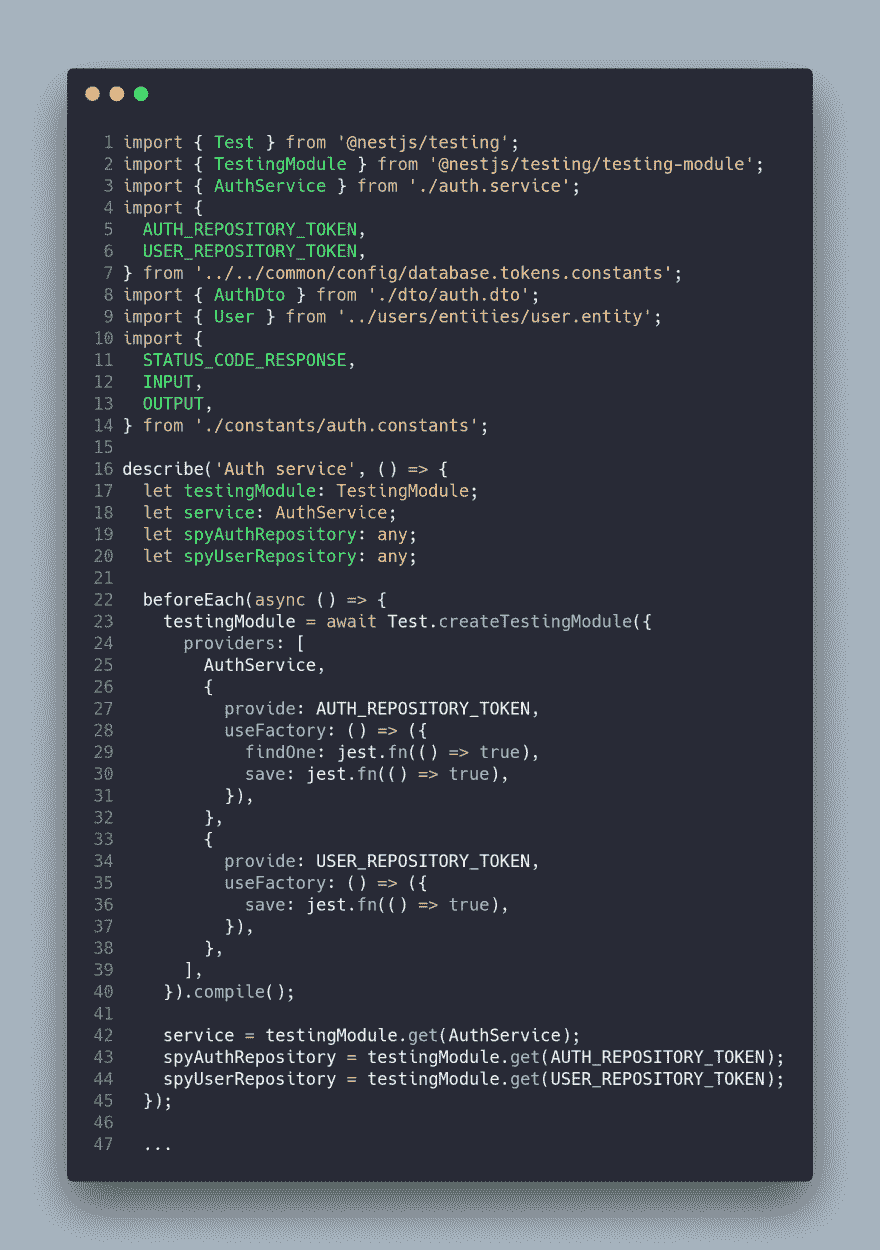 1 import { Test } from '@nestjs/testing';
2 import { TestingModule } from '@nestjs/testing/testing-module';
3 import { AuthService } from './auth.service';
4 import {
5   AUTH_REPOSITORY_TOKEN,
6   USER_REPOSITORY_TOKEN,
7 } from '../../common/config/database.tokens.constants';
8 import { AuthDto } from './dto/auth.dto';
9 import { User } from '../users/entities/user.entity';
10 import {
11   STATUS_CODE_RESPONSE,
12   INPUT,
13   OUTPUT,
14 } from './constants/auth.constants';
15
16 describe('Auth service', () => {
17   let testingModule: TestingModule;
18   let service: AuthService;
19   let spyAuthRepository: any;
20   let spyUserRepository: any;
21
22   beforeEach(async () => {
23     testingModule = await Test.createTestingModule({
24       providers: [
25         AuthService,
26         {
27           provide: AUTH_REPOSITORY_TOKEN,
28           useFactory: () => ({
29             findOne: jest.fn(() => true),
30             save: jest.fn(() => true),
31           }),
32         },
33         {
34           provide: USER_REPOSITORY_TOKEN,
35           useFactory: () => ({
36             save: jest.fn(() => true),
37           }),
38         },
39       ],
40     }).compile();
41
42     service = testingModule.get(AuthService);
43     spyAuthRepository = testingModule.get(AUTH_REPOSITORY_TOKEN);
44     spyUserRepository = testingModule.get(USER_REPOSITORY_TOKEN);
45   });
46
47   ...